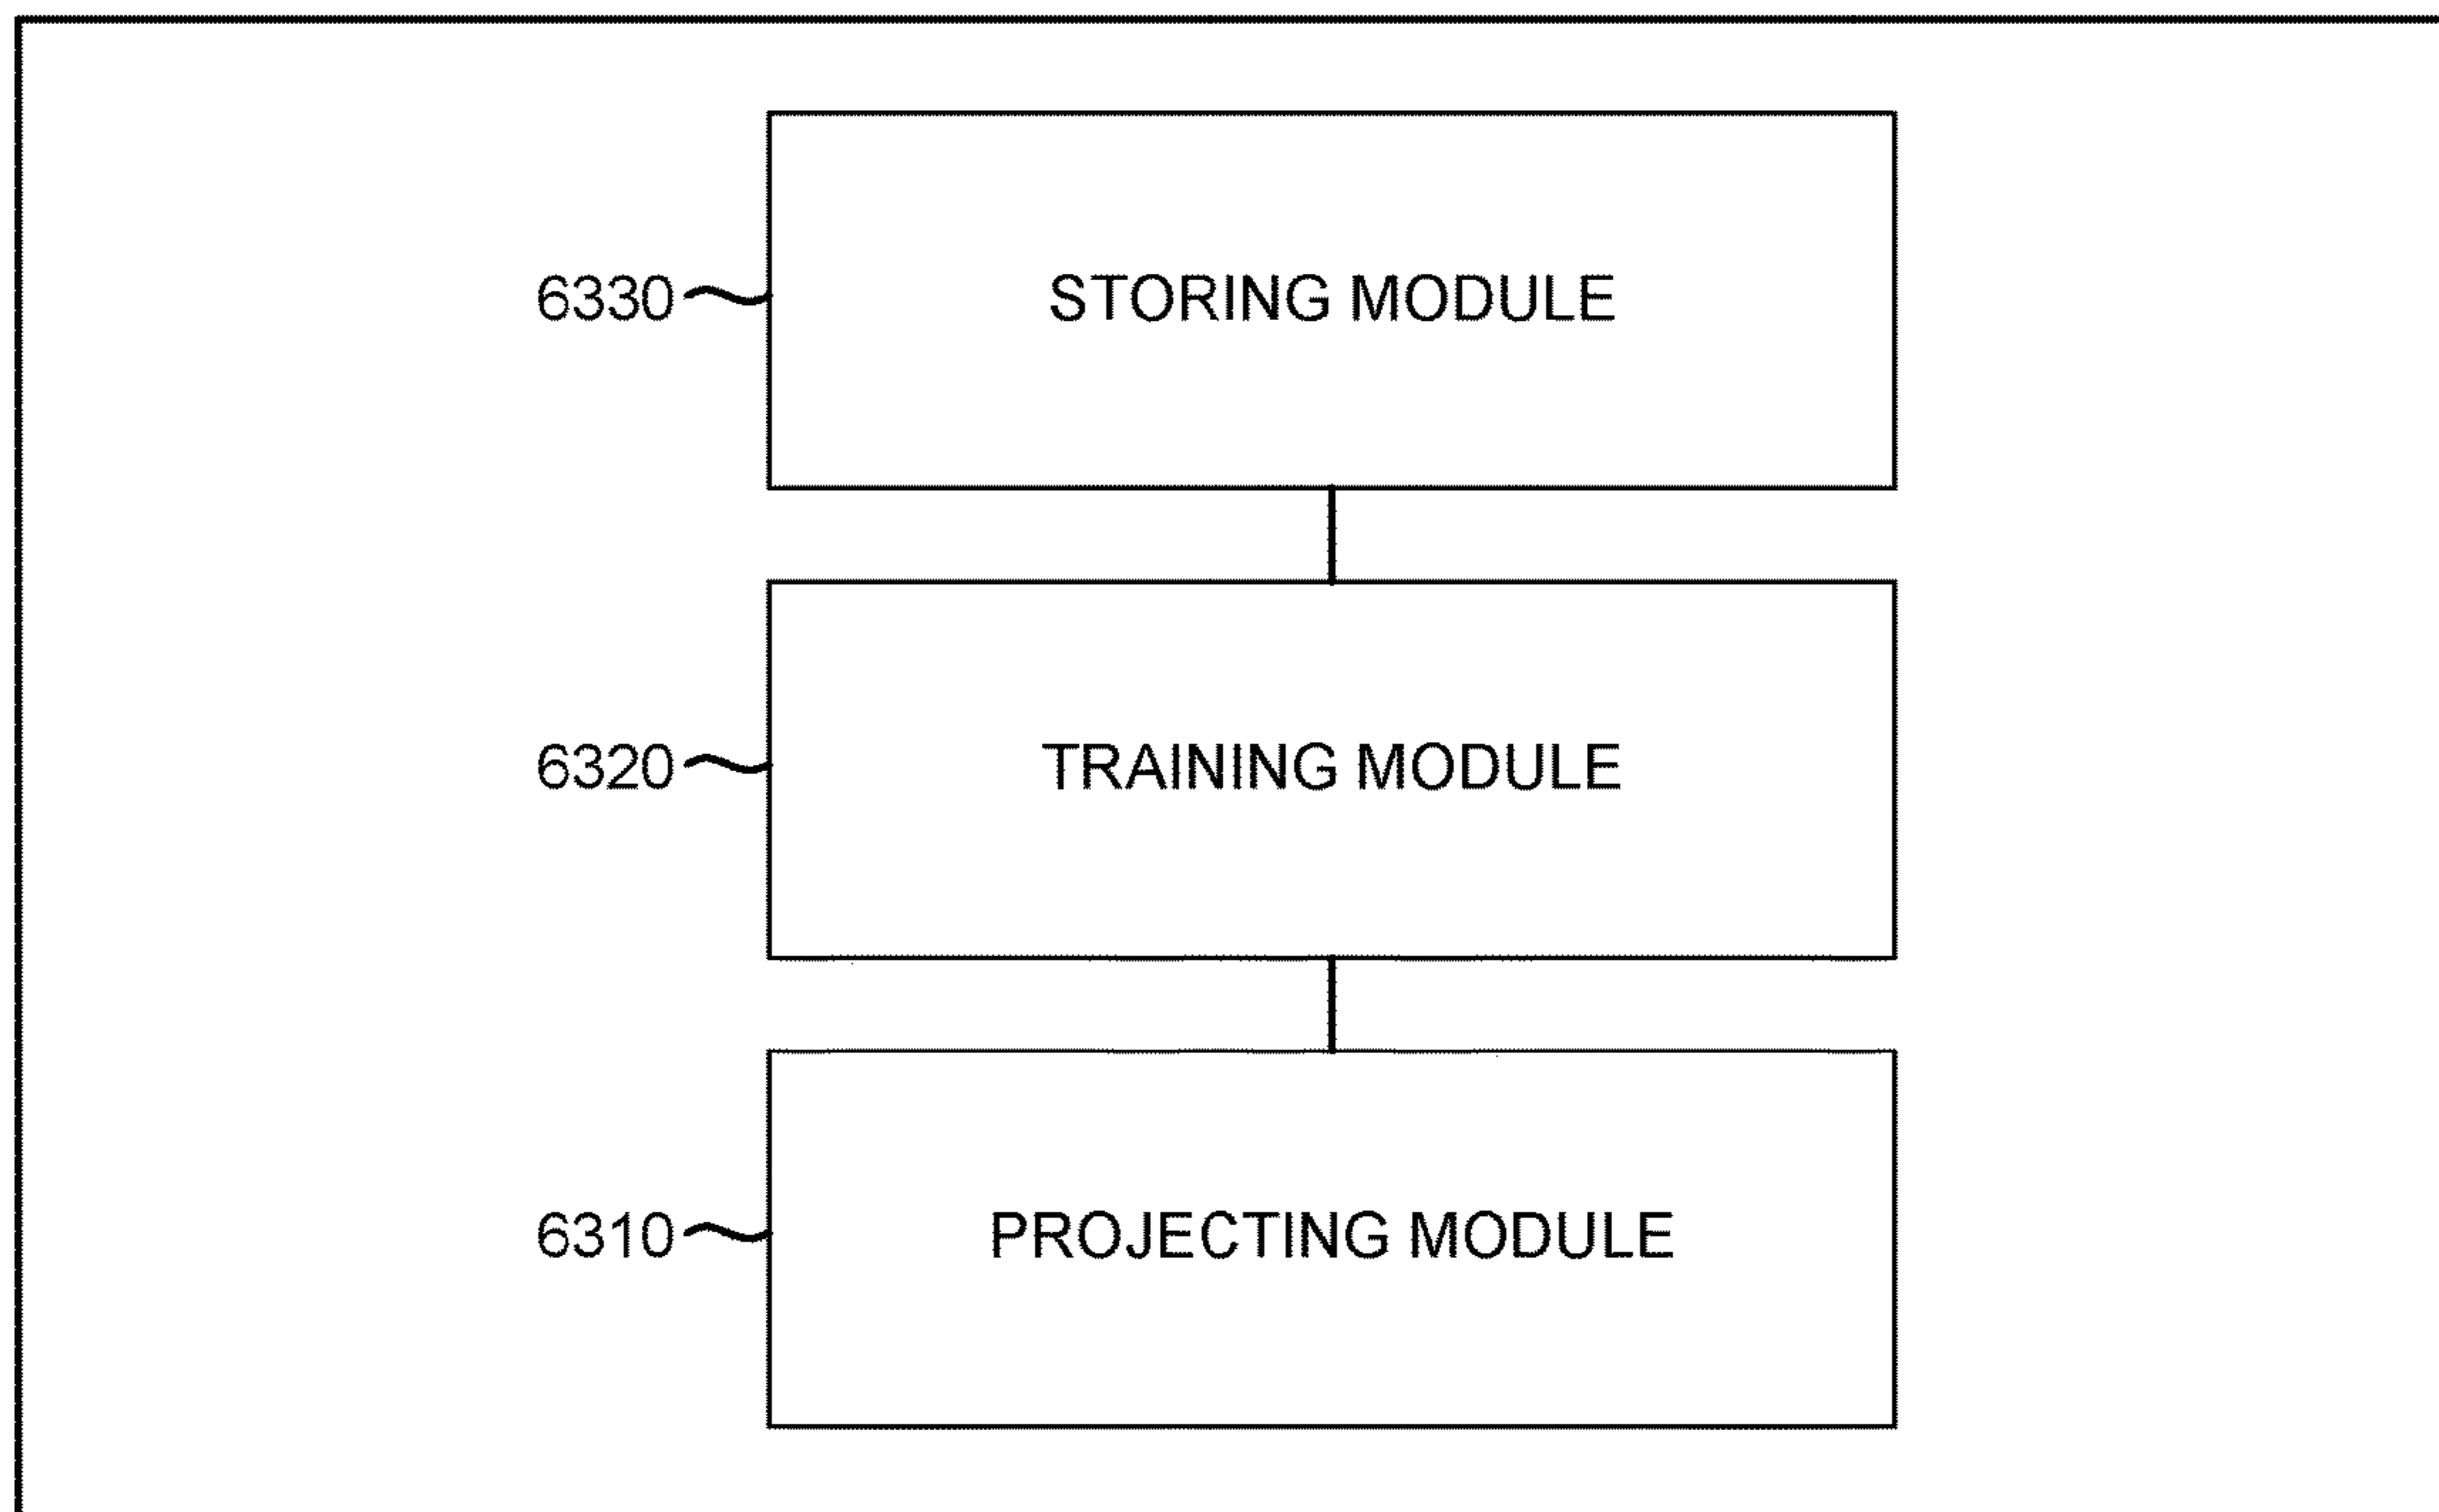 6330 STORING MODULE
6320 TRAINING MODULE
6310 PROJECTING MODULE